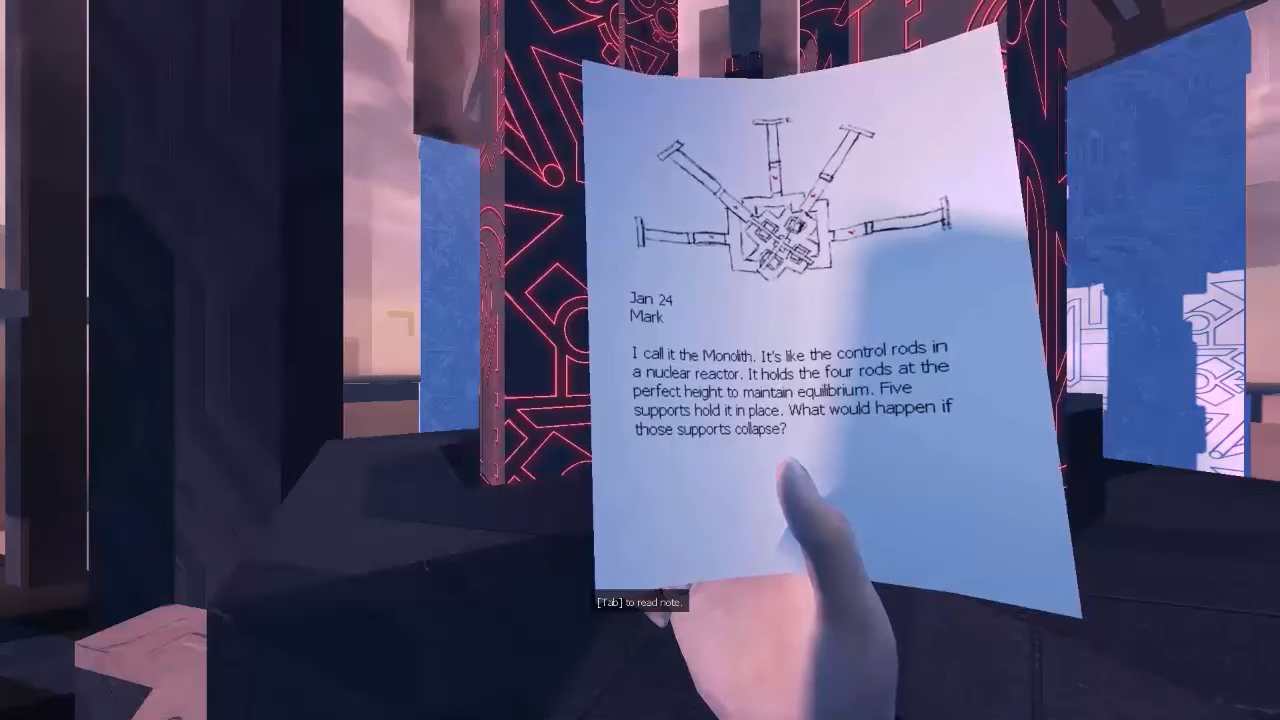 Jan 24
Mark
I call it the Monolith. It's like the control rods in
a nuclear reactor. It holds the four rods at the
perfect height to maintain equilibrium. Five
supports hold it in place. What would happen if
those supports collapse?
[Tab] to read note.